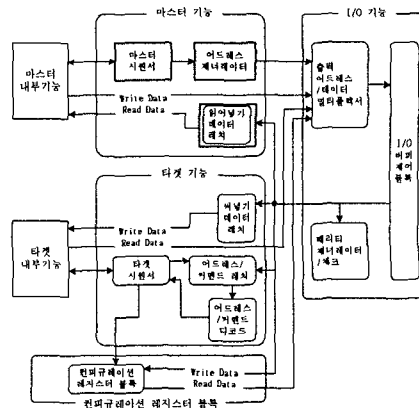 마스터 기능
I/O 기능
마스터
내부기능
마스터
시퀀서
어드레스
제너레이터
출력
어드레스
/데이터
멀티플렉서
Write Data
Read Data
읽어넣기
데이터
래치
I/O
버퍼
제어
블록
타겟 기능
써넣기
데이터
래치
Write Data
Read Data
패리티
제너레이터
/체크
타겟
내부기능
타겟
시퀀서
어드레스/
커맨드 래치
어드레스
/커맨드
디코드
컨피규레이션
레지스터 블록
Write Data
Read Data
컨피규레이션 레지스터 블록